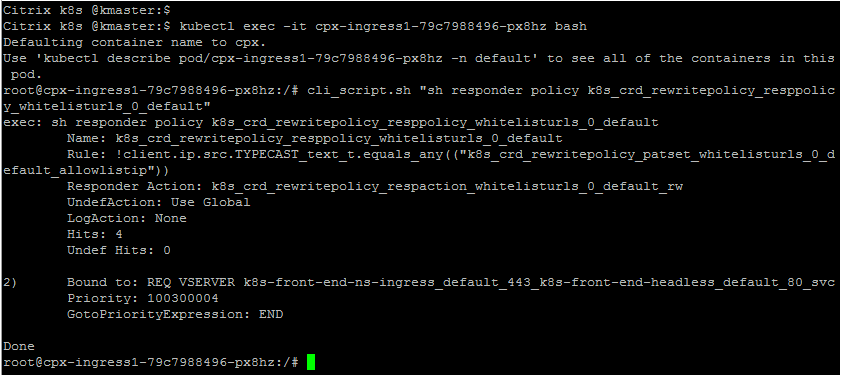 Citrix k8s @kmaster:$
Citrix k8s @kmaster:$ kubectl exec -it cpx-ingress1-79c7988496-px8hz bash
Defaulting container name to cpx.
Use 'kubectl describe pod/cpx-ingress1-79c7988496-px8hz -n default' to see all of the containers in this
 pod.
root@cpx-ingress1-79c7988496-px8hz:/# cli_script.sh "sh responder policy k8s_crd_rewritepolicy_resppolic
y_whitelisturls_0_default"
exec: sh responder policy k8s_crd_rewritepolicy_resppolicy_whitelisturls_0_default
        Name: k8s_crd_rewritepolicy_resppolicy_whitelisturls_0_default
        Rule: !client.ip.src.TYPECAST_text_t.equals_any(("k8s_crd_rewritepolicy_patset_whitelisturls_0_d
efault_allowlistip"))
        Responder Action: k8s_crd_rewritepolicy_respaction_whitelisturls_0_default_rw
        UndefAction: Use Global
        LogAction: None
        Hits: 4
        Undef Hits: 0
2)      Bound to: REQ VSERVER k8s-front-end-ns-ingress_default_443_k8s-front-end-headless_default_80_svc
        Priority: 100300004
        GotoPriorityExpression: END
Done
root@cpx-ingress1-79c7988496-px8hz:/#